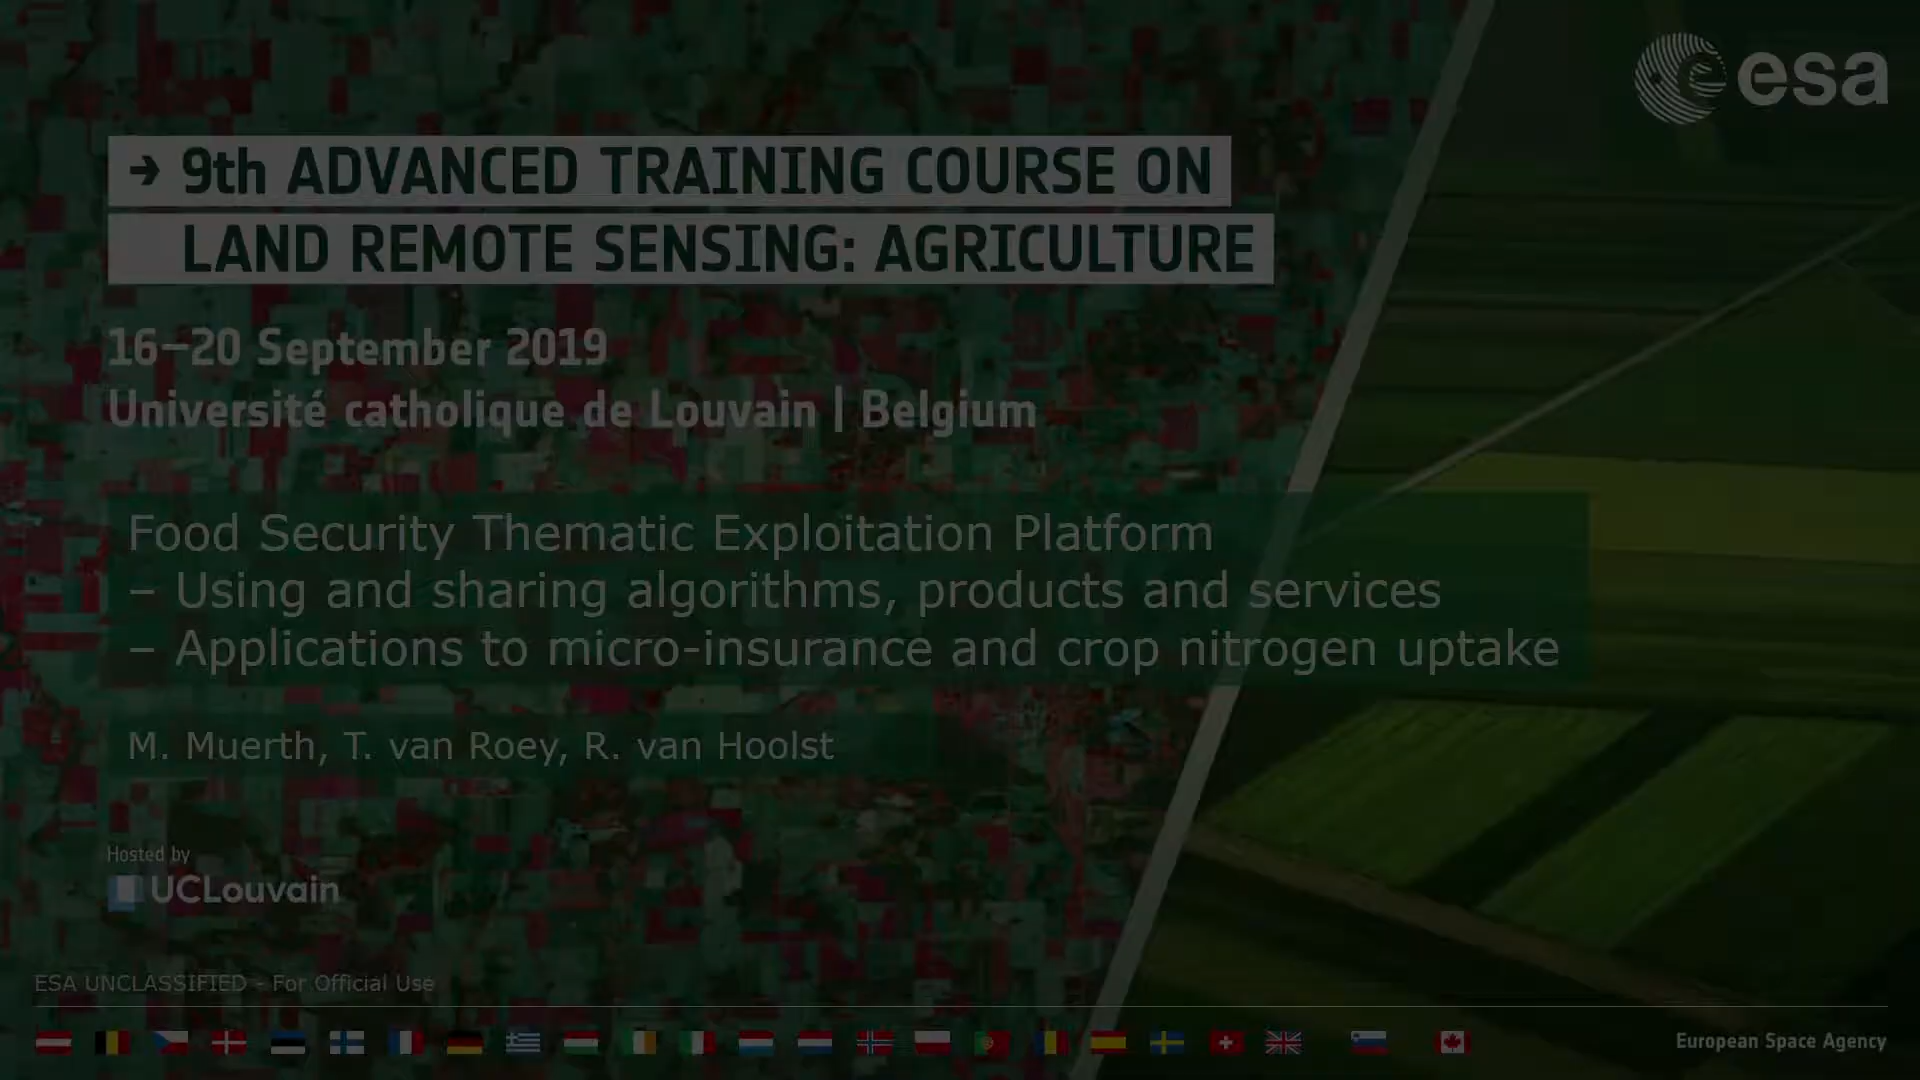 esa
→ 9th ADVANCED TRAINING COURSE ON
LAND REMOTE SENSING: AGRICULTURE
16–20 September 2019
Université catholique de Louvain | Belgium
Food Security Thematic Exploitation Platform
– Using and sharing algorithms, products and services
– Applications to micro-insurance and crop nitrogen uptake
M. Muerth, T. van Roey, R. van Hoolst
Hosted by
UCLouvain
ESA UNCLASSIFIED - For Official Use
European Space Agency